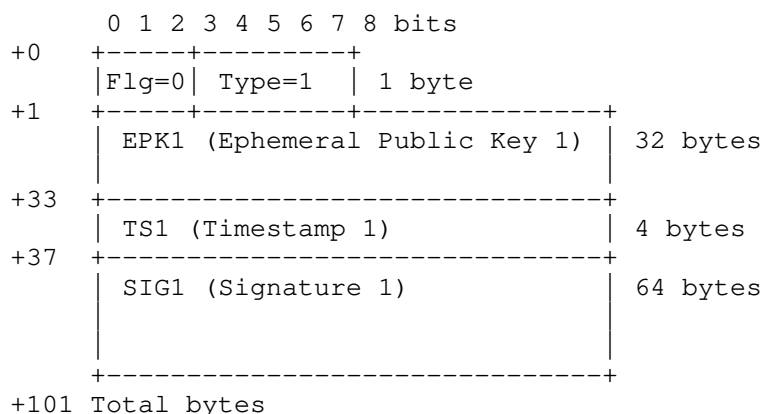 0 1 2 3 4 5 6 7 8 bits
+0 +-----+---------+
|Flg=0| Type=1 | 1 byte
+1 +-----+---------+---------------+
| EPK1 (Ephemeral Public Key 1) | 32 bytes
| |
+33 +-------------------------------+
| TS1 (Timestamp 1) | 4 bytes
+37 +-------------------------------+
| SIG1 (Signature 1) | 64 bytes
| |
| |
+-------------------------------+
+101 Total bytes